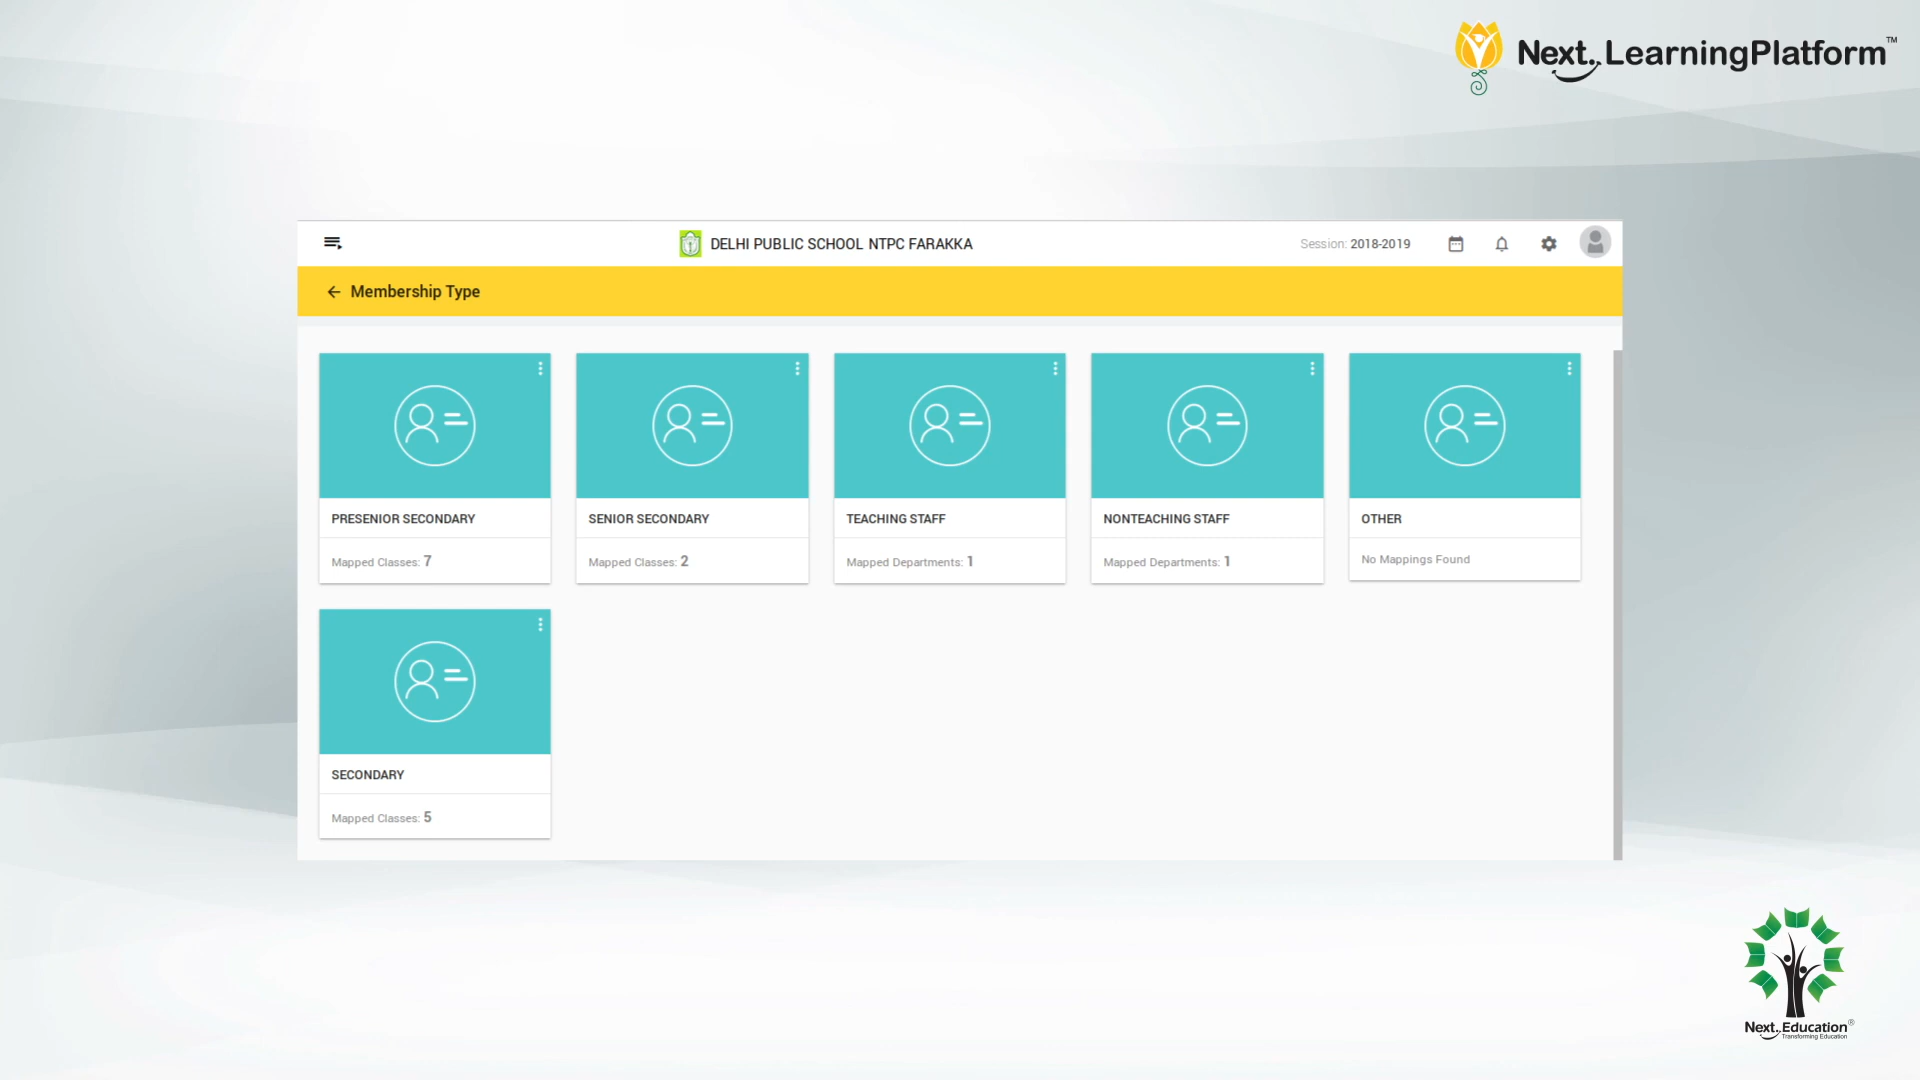 Next..LearningPlatform™
DELHI PUBLIC SCHOOL NTPC FARAKKA
Session: 2018-2019
Membership Type
PRESENIOR SECONDARY
Mapped Classes: 7
SENIOR SECONDARY
Mapped Classes: 2
TEACHING STAFF
Mapped Departments: 1
NONTEACHING STAFF
Mapped Departments: 1
OTHER
No Mappings Found
SECONDARY
Mapped Classes: 5
Next..Education®
Transforming Education